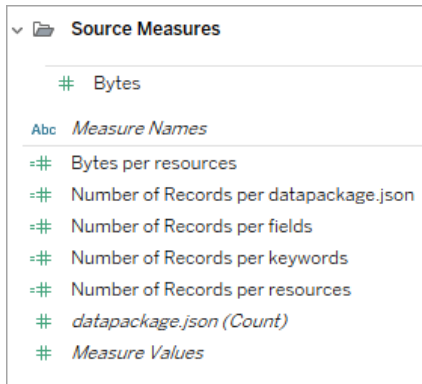 Source Measures
# Bytes
Abc Measure Names
=# Bytes per resources
=# Number of Records per datapackage.json
=# Number of Records per fields
=# Number of Records per keywords
=# Number of Records per resources
# datapackage.json (Count)
# Measure Values